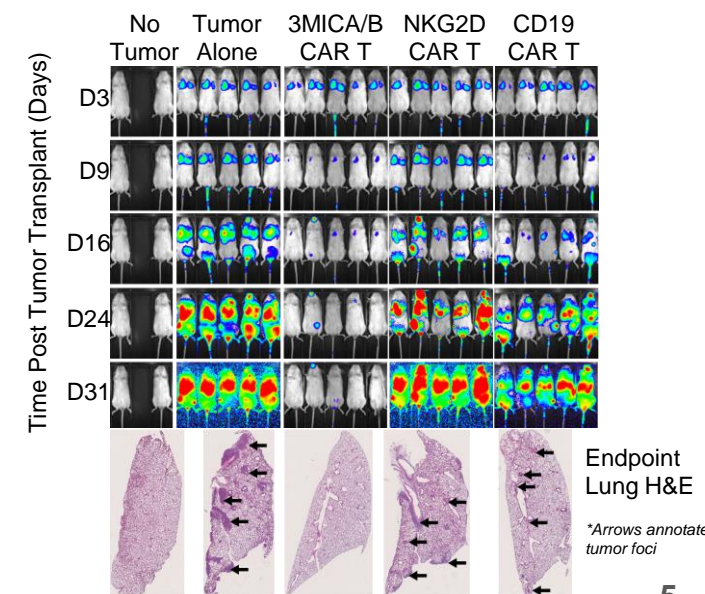 No Tumor 3MICA/B NKG2D CD19
Tumor Alone CAR T CAR T CAR T
Time Post Tumor Transplant (Days)
D3
D9
D16
D24
D31
Endpoint
Lung H&E
*Arrows annotate
tumor foci
5